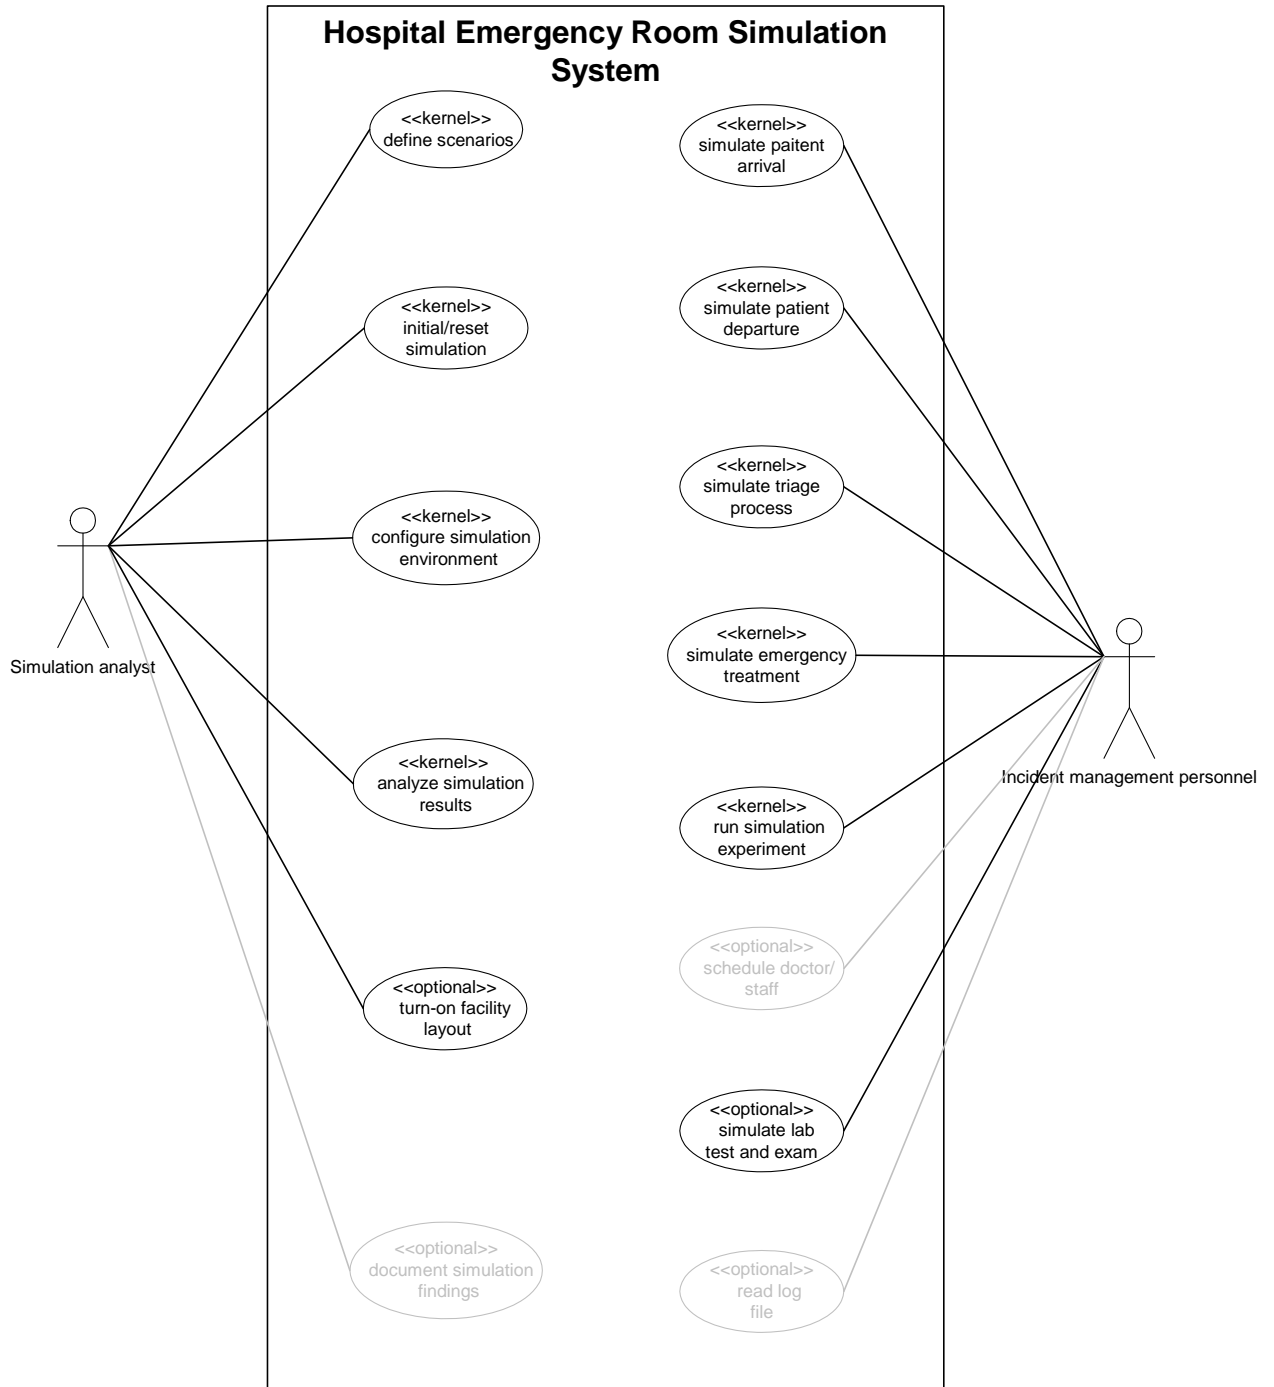 Hospital Emergency Room Simulation
System
<<kernel>>
define scenarios
<<kernel>>
initial/reset
simulation
<<kernel>>
configure simulation
environment
Simulation analyst
<<kernel>>
analyze simulation
results
<<optional>>
turn-on facility
layout
<<optional>>
document simulation
findings
<<kernel>>
simulate paitent
arrival
<<kernel>>
simulate patient
departure
<<kernel>>
simulate triage
process
<<kernel>>
simulate emergency
treatment
Incident management personnel
<<kernel>>
run simulation
experiment
<<optional>>
schedule doctor/
staff
<<optional>>
simulate lab
test and exam
<<optional>>
read log
file